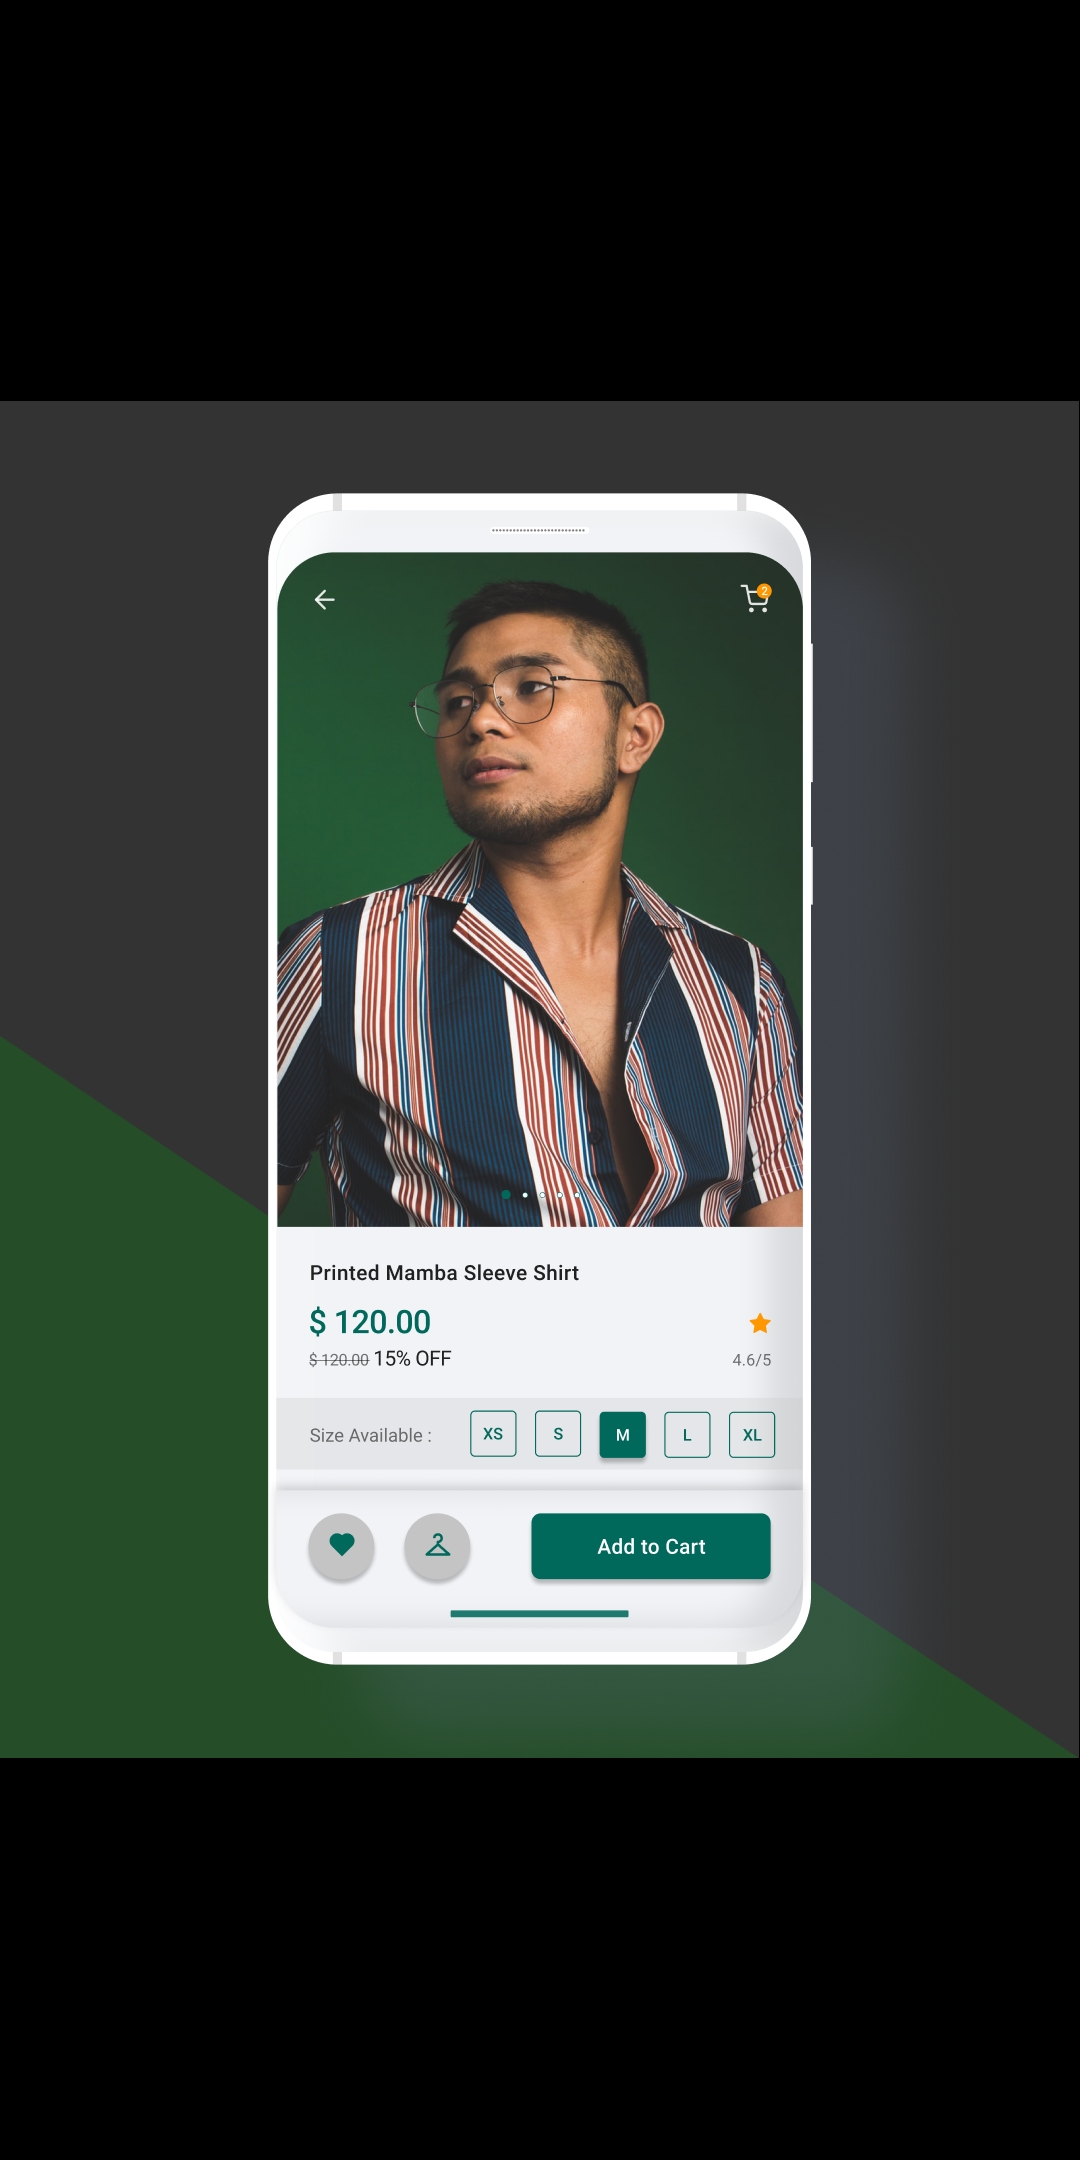 2
Printed Mamba Sleeve Shirt
$ 120.00
$ 120.00 15% OFF
4.6/5
Size Available :
XS
S
M
L
XL
Add to Cart